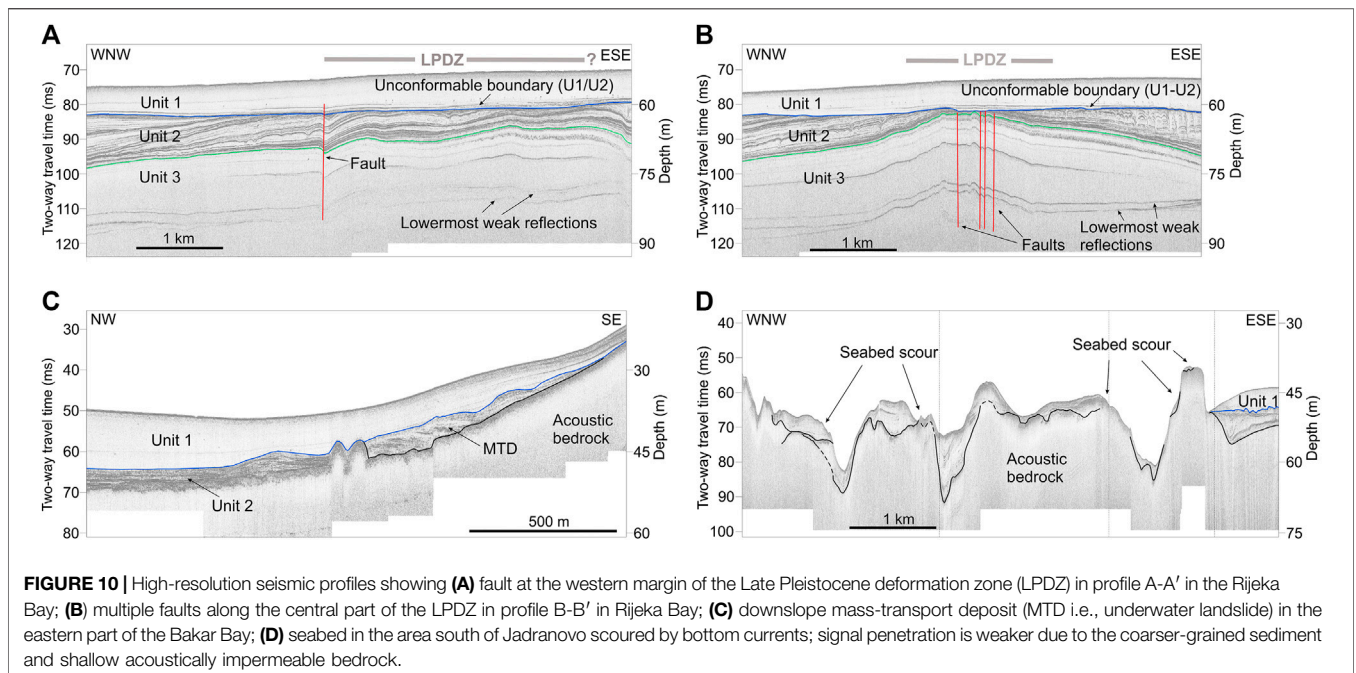 A
WNW
LPDZ
?
ESE
Unconformable boundary (U1/U2)
Unit 1
Unit 2
Unit 3
Fault
Lowermost weak reflections
1 km
Two-way travel time (ms)
70
80
90
100
110
120
Depth (m)
60
75
90
B
WNW
LPDZ
ESE
Unconformable boundary (U1-U2)
Unit 1
Unit 2
Unit 3
Faults
Lowermost weak
reflections
1 km
Two-way travel time (ms)
70
80
90
100
110
120
Depth (m)
60
75
90
C
NW
SE
Unit 1
Unit 2
MTD
Acoustic
bedrock
500 m
Two-way travel time (ms)
30
40
50
60
70
80
Depth (m)
30
45
60
D
WNW
ESE
Seabed scour
Seabed scour
Unit 1
Acoustic
bedrock
1 km
Two-way travel time (ms)
40
50
60
70
80
90
100
Depth (m)
30
45
60
75
FIGURE 10 | High-resolution seismic profiles showing (A) fault at the western margin of the Late Pleistocene deformation zone (LPDZ) in profile A-A′ in the Rijeka
Bay; (B) multiple faults along the central part of the LPDZ in profile B-B′ in Rijeka Bay; (C) downslope mass-transport deposit (MTD i.e., underwater landslide) in the
eastern part of the Bakar Bay; (D) seabed in the area south of Jadranovo scoured by bottom currents; signal penetration is weaker due to the coarser-grained sediment
and shallow acoustically impermeable bedrock.